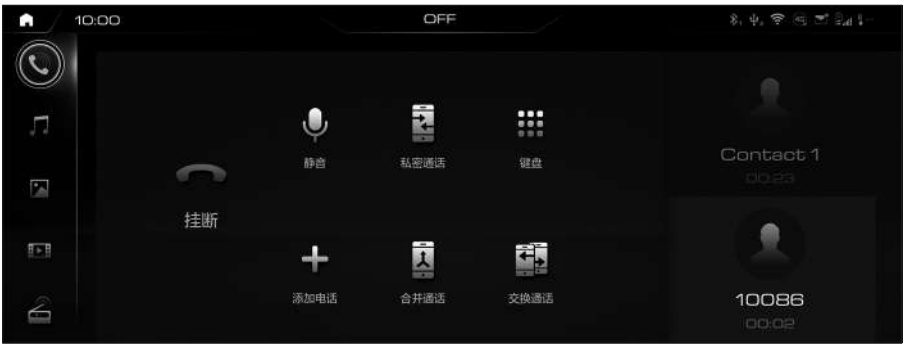 10:00
OFF
4G
静音
私密通话
键盘
Contact 1
00:23
挂断
添加电话
合并通话
交换通话
10086
00:02